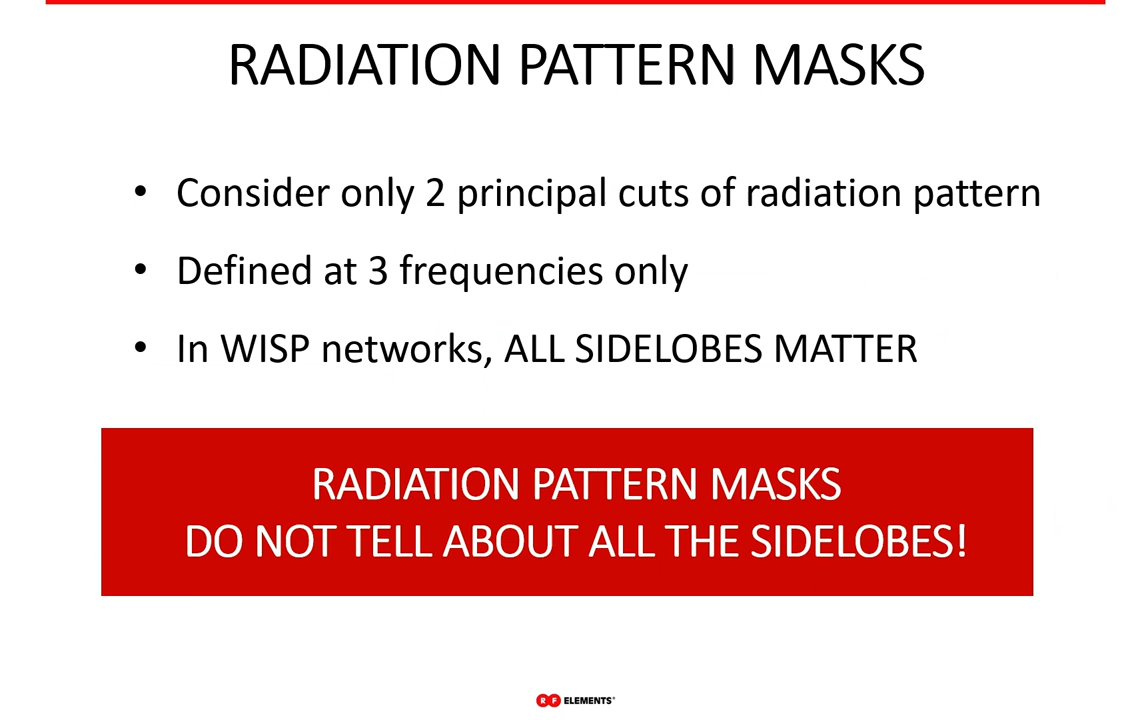 RADIATION PATTERN MASKS
• Consider only 2 principal cuts of radiation pattern
• Defined at 3 frequencies only
• In WISP networks, ALL SIDELOBES MATTER
RADIATION PATTERN MASKS
DO NOT TELL ABOUT ALL THE SIDELOBES!
RF ELEMENTS